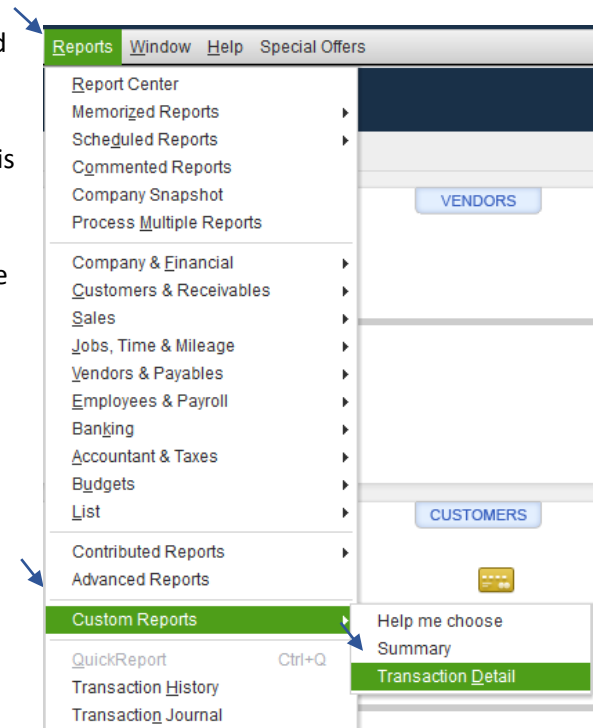 d
Reports Window Help Special Offers
Report Center
Memorized Reports
Scheduled Reports
is
Commented Reports
Company Snapshot
Process Multiple Reports
VENDORS
e
Company & Financial
Customers & Receivables
Sales
Jobs, Time & Mileage
Vendors & Payables
Employees & Payroll
Banking
Accountant & Taxes
Budgets
List
CUSTOMERS
Contributed Reports
Advanced Reports
Custom Reports
Help me choose
Summary
Transaction Detail
QuickReport Ctrl+Q
Transaction History
Transaction Journal